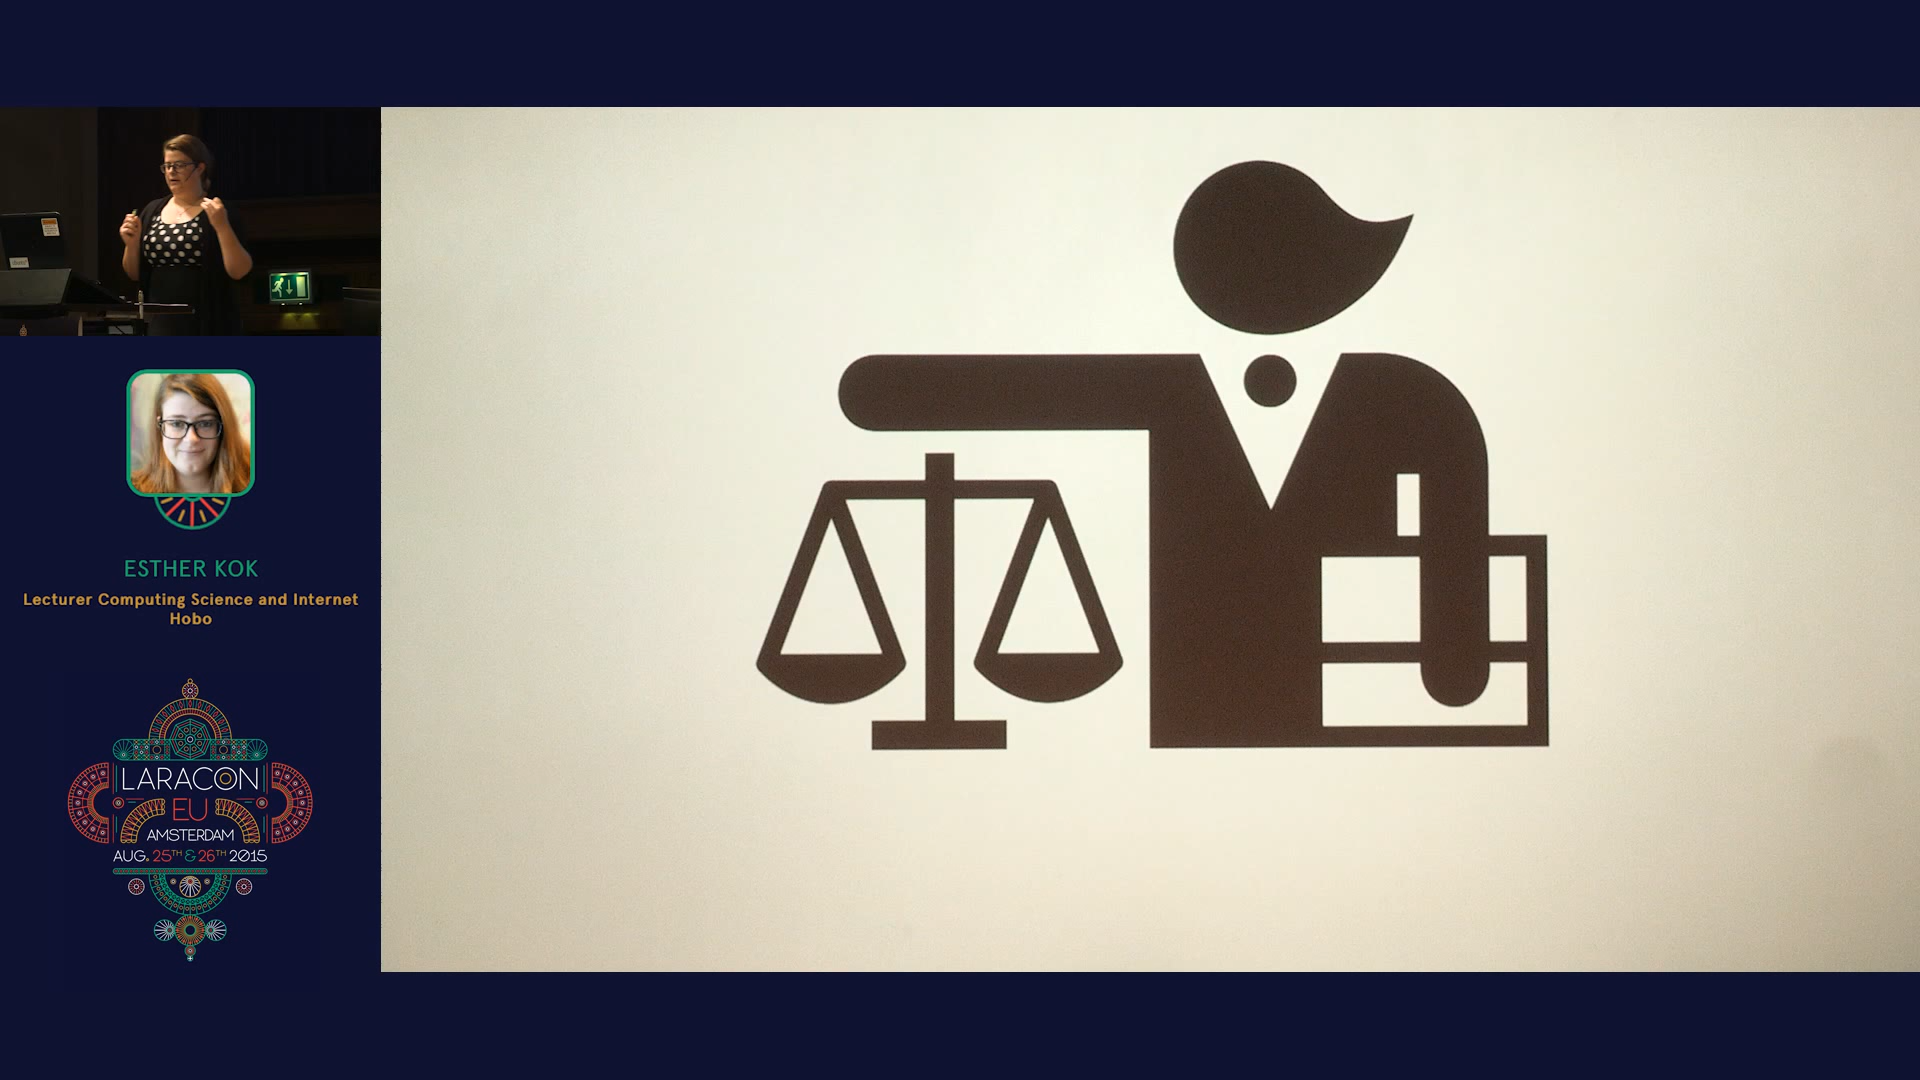 ESTHER KOK
Lecturer Computing Science and Internet
Hobo
LARACON
EU
AMSTERDAM
AUG. 25TH & 26TH 2015